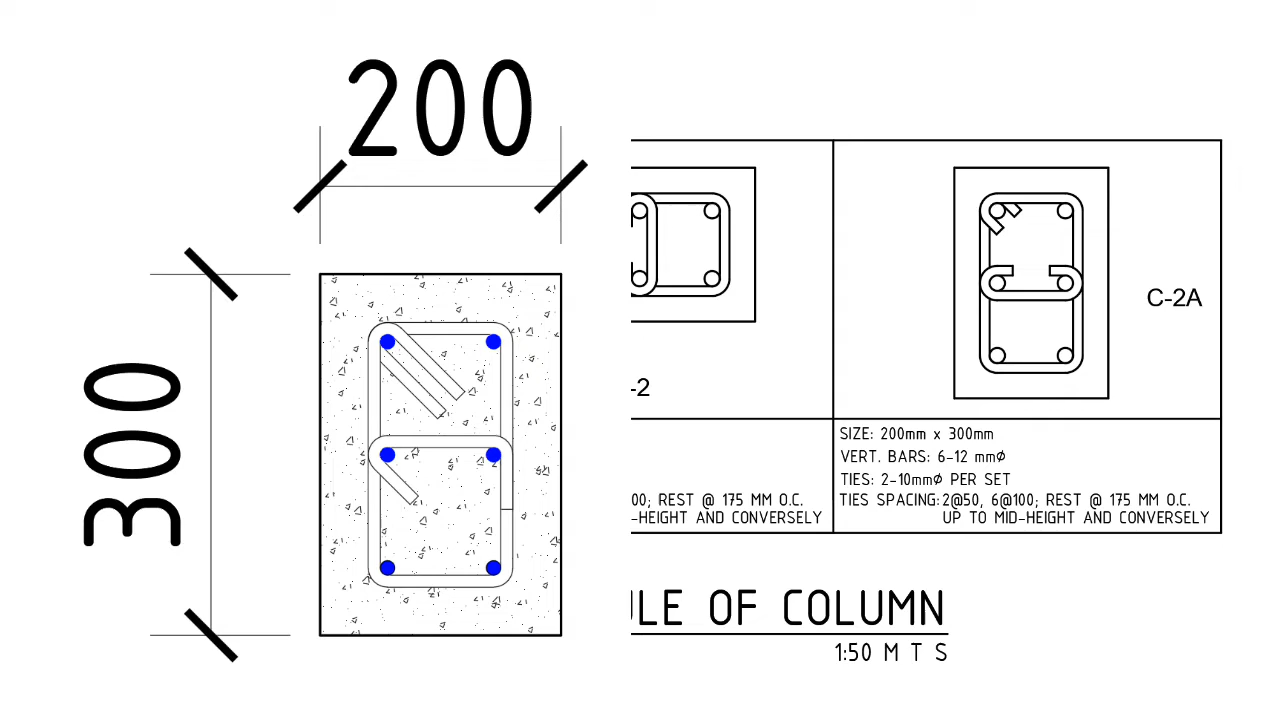 200
300
-2
C-2A
SIZE: 200mm x 300mm
VERT. BARS: 6-12 mmØ
TIES: 2-10mmØ PER SET
00; REST @ 175 MM O.C.
-HEIGHT AND CONVERSELY
TIES SPACING: 2@50, 6@100; REST @ 175 MM O.C.
UP TO MID-HEIGHT AND CONVERSELY
LE OF COLUMN
1:50 M T S